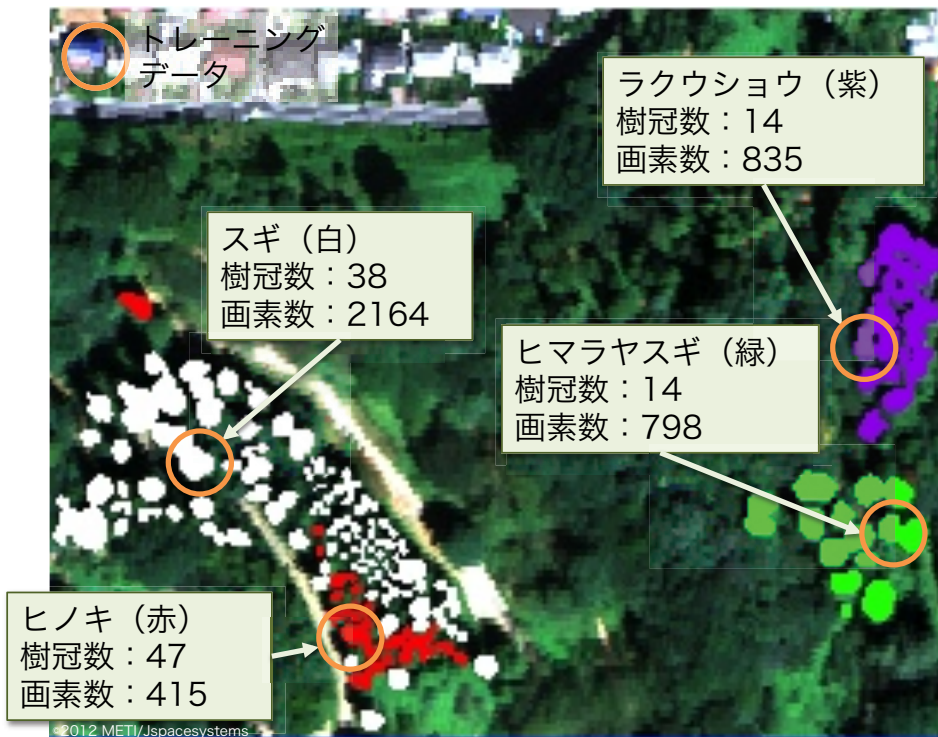 トレーニング
データ
ラクウショウ（紫）
樹冠数：14
画素数：835
スギ（白）
樹冠数：38
画素数：2164
ヒマラヤスギ（緑）
樹冠数：14
画素数：798
ヒノキ（赤）
樹冠数：47
画素数：415
©2012 METI/Jspacesystems